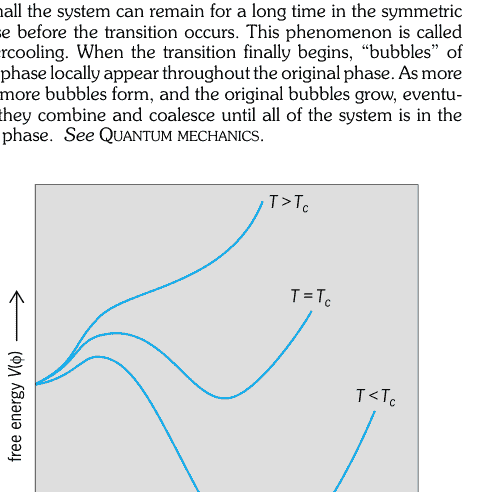 the system can remain for a long time in the symmetric
before the transition occurs. This phenomenon is called
When the transition finally begins, “bubbles” of
phase locally appear throughout the original phase. As more
more bubbles form, and the original bubbles grow, eventu-
they combine and coalesce until all of the system is in the
phase. See QUANTUM MECHANICS.
T > Tc
T = Tc
free energy V(ϕ)
T < Tc